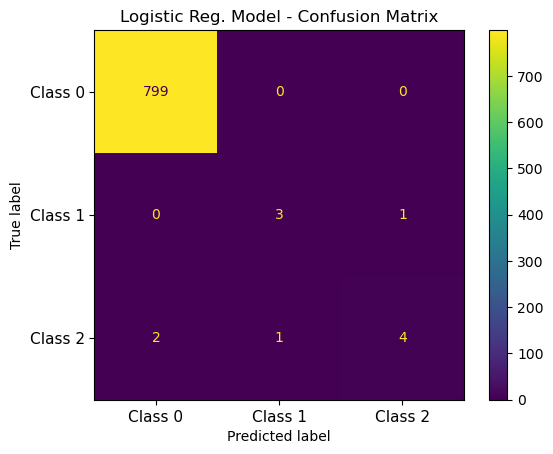 Logistic Reg. Model - Confusion Matrix
True label
Class 0
799 0 0
Class 1
0 3 1
Class 2
2 1 4
Class 0 Class 1 Class 2
Predicted label
700
600
500
400
300
200
100
0